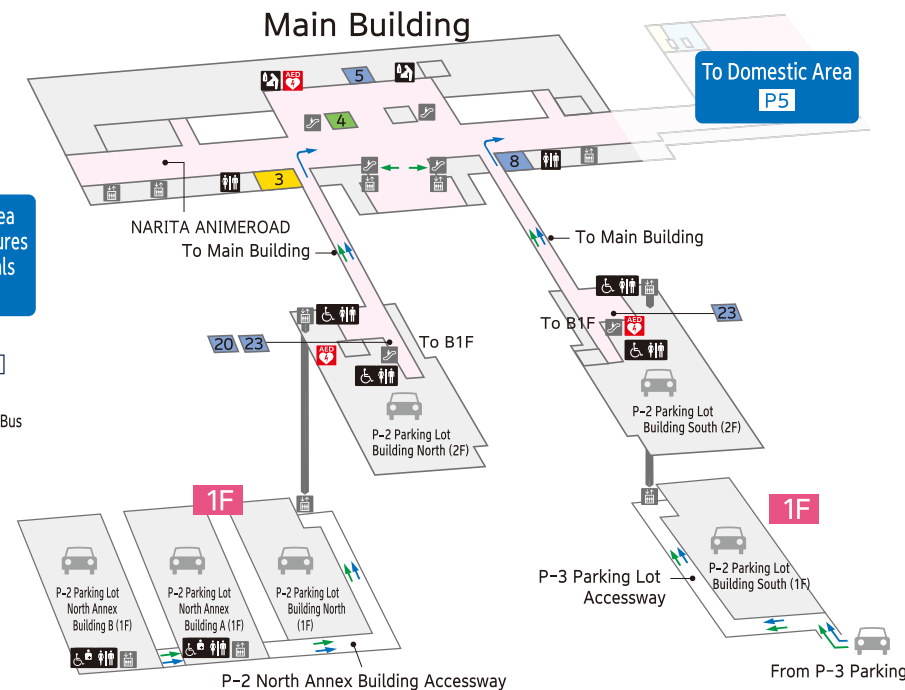 Main Building
To Domestic Area
P5
AED
5
4
8
3
NARITA ANIMEROAD
To Main Building
To Main Building
20
23
To B1F
AED
To B1F
AED
23
P-2 Parking Lot
Building North (2F)
P-2 Parking Lot
Building South (2F)
Bus
1F
1F
P-2 Parking Lot
North Annex
Building B (1F)
P-2 Parking Lot
North Annex
Building A (1F)
P-2 Parking Lot
Building North
(1F)
P-2 Parking Lot
Building South (1F)
P-3 Parking Lot
Accessway
From P-3 Parking
P-2 North Annex Building Accessway